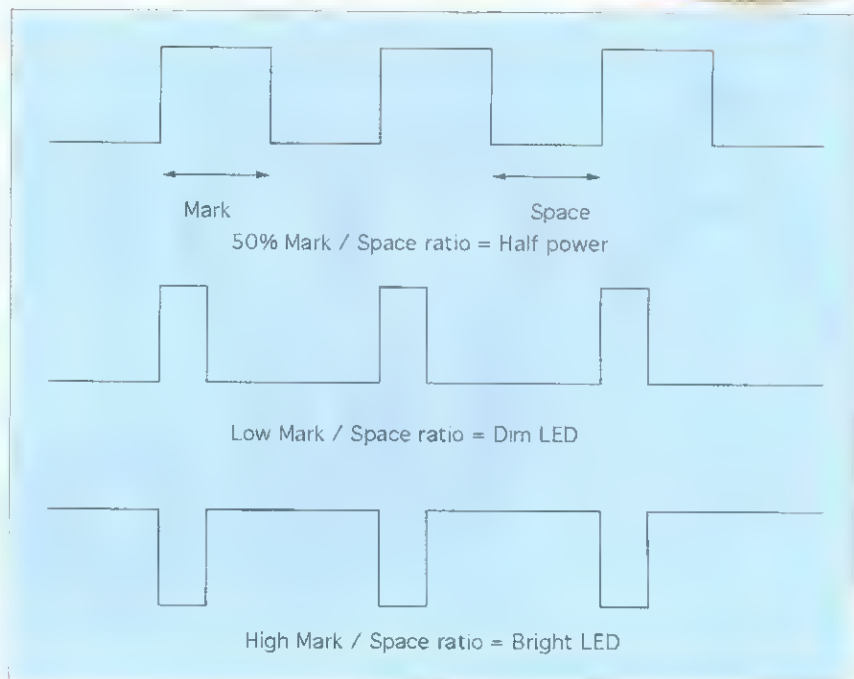 Mark
Space
50% Mark / Space ratio = Half power
Low Mark / Space ratio = Dim LED
High Mark / Space ratio = Bright LED